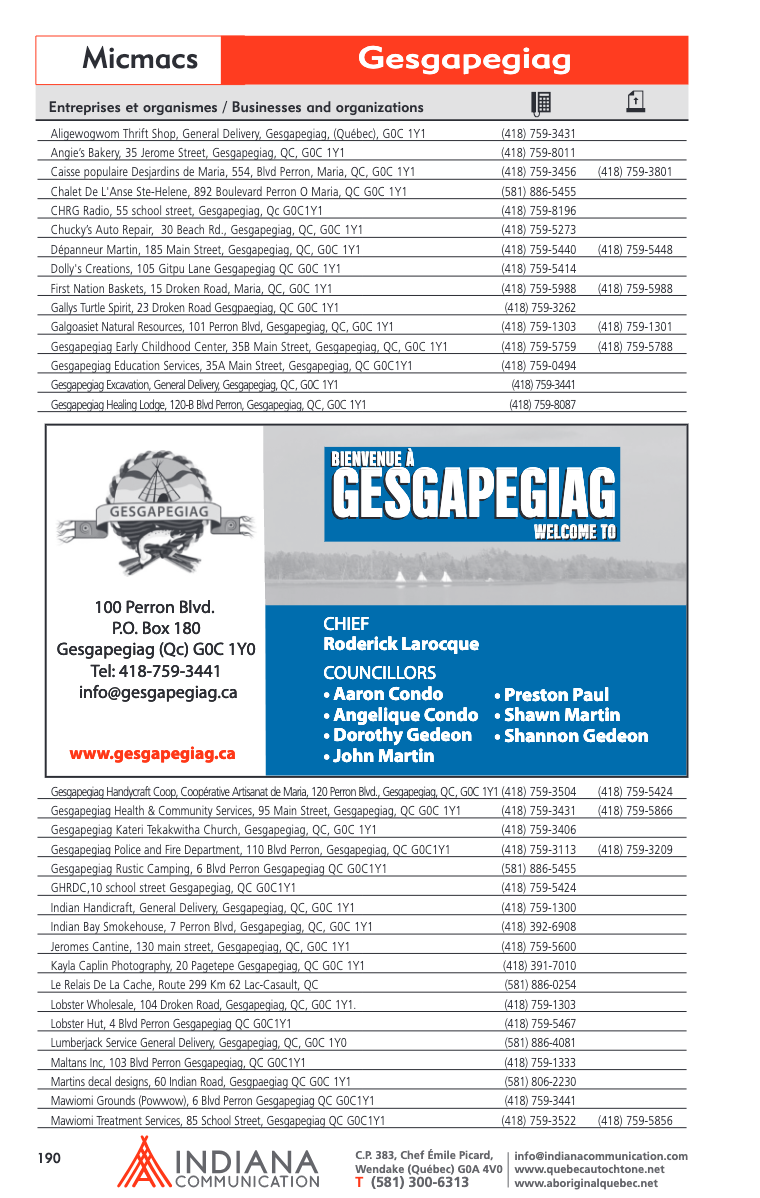 Micmacs
Gesgapegiag
Entreprises et organismes / Businesses and organizations
Aligewogwom Thrift Shop, General Delivery, Gesgapegiag, (Québec), G0C 1Y1 (418) 759-3431
Angie's Bakery, 35 Jerome Street, Gesgapegiag, QC, G0C 1Y1 (418) 759-8011
Caisse populaire Desjardins de Maria, 554, Blvd Perron, Maria, QC, G0C 1Y1 (418) 759-3456 (418) 759-3801
Chalet De L'Anse Ste-Helene, 892 Boulevard Perron O Maria, QC G0C 1Y1 (581) 886-5455
CHRG Radio, 55 school street, Gesgapegiag, Qc G0C1Y1 (418) 759-8196
Chucky's Auto Repair, 30 Beach Rd., Gesgapegiag, QC, G0C 1Y1 (418) 759-5273
Dépanneur Martin, 185 Main Street, Gesgapegiag, QC, G0C 1Y1 (418) 759-5440 (418) 759-5448
Dolly's Creations, 105 Gitpu Lane Gesgapegiag QC G0C 1Y1 (418) 759-5414
First Nation Baskets, 15 Droken Road, Maria, QC, G0C 1Y1 (418) 759-5988 (418) 759-5988
Gallys Turtle Spirit, 23 Droken Road Gesgpaegiag, QC G0C 1Y1 (418) 759-3262
Galgoasiet Natural Resources, 101 Perron Blvd, Gesgapegiag, QC, G0C 1Y1 (418) 759-1303 (418) 759-1301
Gesgapegiag Early Childhood Center, 35B Main Street, Gesgapegiag, QC, G0C 1Y1 (418) 759-5759 (418) 759-5788
Gesgapegiag Education Services, 35A Main Street, Gesgapegiag, QC G0C1Y1 (418) 759-0494
Gesgapegiag Excavation, General Delivery, Gesgapegiag, QC, G0C 1Y1 (418) 759-3441
Gesgapegiag Healing Lodge, 120-B Blvd Perron, Gesgapegiag, QC, G0C 1Y1 (418) 759-8087
GESGAPEGIAG
100 Perron Blvd.
P.O. Box 180
Gesgapegiag (Qc) G0C 1Y0
Tel: 418-759-3441
info@gesgapegiag.ca
www.gesgapegiag.ca
BIENVENUE À
GESGAPEGIAG
WELCOME TO
CHIEF
Roderick Larocque
COUNCILLORS
• Aaron Condo
• Angelique Condo
• Dorothy Gedeon
• John Martin
• Preston Paul
• Shawn Martin
• Shannon Gedeon
Gesgapegiag Handycraft Coop, Coopérative Artisanat de Maria, 120 Perron Blvd., Gesgapegiag, QC, G0C 1Y1 (418) 759-3504 (418) 759-5424
Gesgapegiag Health & Community Services, 95 Main Street, Gesgapegiag, QC G0C 1Y1 (418) 759-3431 (418) 759-5866
Gesgapegiag Kateri Tekakwitha Church, Gesgapegiag, QC, G0C 1Y1 (418) 759-3406
Gesgapegiag Police and Fire Department, 110 Blvd Perron, Gesgapegiag, QC G0C1Y1 (418) 759-3113 (418) 759-3209
Gesgapegiag Rustic Camping, 6 Blvd Perron Gesgapegiag QC G0C1Y1 (581) 886-5455
GHRDC,10 school street Gesgapegiag, QC G0C1Y1 (418) 759-5424
Indian Handicraft, General Delivery, Gesgapegiag, QC, G0C 1Y1 (418) 759-1300
Indian Bay Smokehouse, 7 Perron Blvd, Gesgapegiag, QC, G0C 1Y1 (418) 392-6908
Jeromes Cantine, 130 main street, Gesgapegiag, QC, G0C 1Y1 (418) 759-5600
Kayla Caplin Photography, 20 Pagetepe Gesgapegiag, QC G0C 1Y1 (418) 391-7010
Le Relais De La Cache, Route 299 Km 62 Lac-Casault, QC (581) 886-0254
Lobster Wholesale, 104 Droken Road, Gesgapegiag, QC, G0C 1Y1. (418) 759-1303
Lobster Hut, 4 Blvd Perron Gesgapegiag QC G0C1Y1 (418) 759-5467
Lumberjack Service General Delivery, Gesgapegiag, QC, G0C 1Y0 (581) 886-4081
Maltans Inc, 103 Blvd Perron Gesgapegiag, QC G0C1Y1 (418) 759-1333
Martins decal designs, 60 Indian Road, Gesgpaegiag QC G0C 1Y1 (581) 806-2230
Mawiomi Grounds (Powwow), 6 Blvd Perron Gesgapegiag QC G0C1Y1 (418) 759-3441
Mawiomi Treatment Services, 85 School Street, Gesgapegiag QC G0C1Y1 (418) 759-3522 (418) 759-5856
190
INDIANA
COMMUNICATION
C.P. 383, Chef Émile Picard,
Wendake (Québec) G0A 4V0
T (581) 300-6313
info@indianacommunication.com
www.quebecautochtone.net
www.aboriginalquebec.net